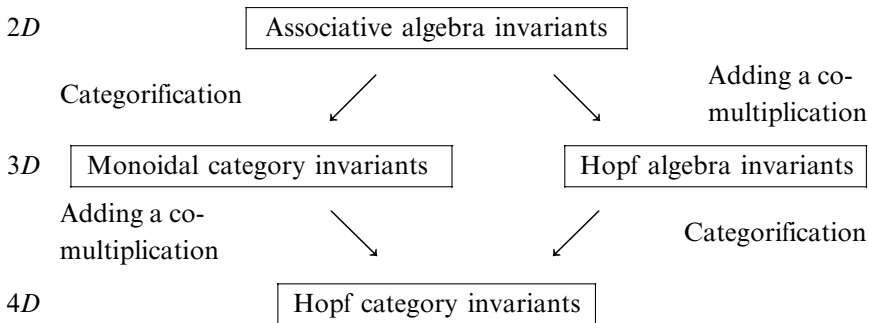 2D Associative algebra invariants
Categorification
Adding a co-
multiplication
3D Monoidal category invariants Hopf algebra invariants
Adding a co-
multiplication
Categorification
4D Hopf category invariants